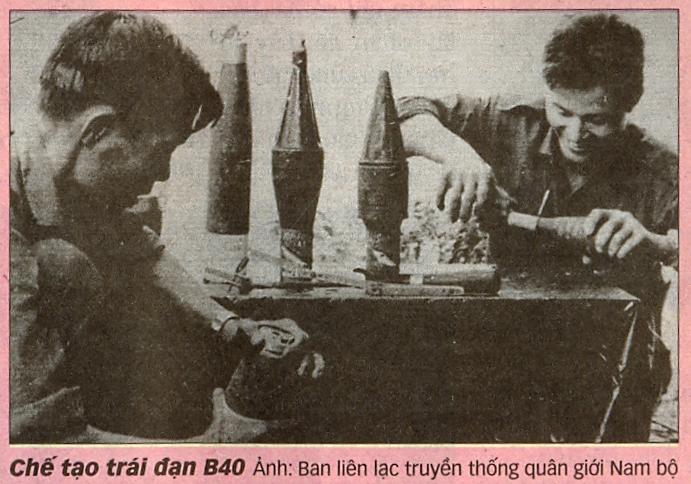 Chế tạo trái đạn B40 Ảnh: Ban liên lạc truyền thống quân giới Nam bộ